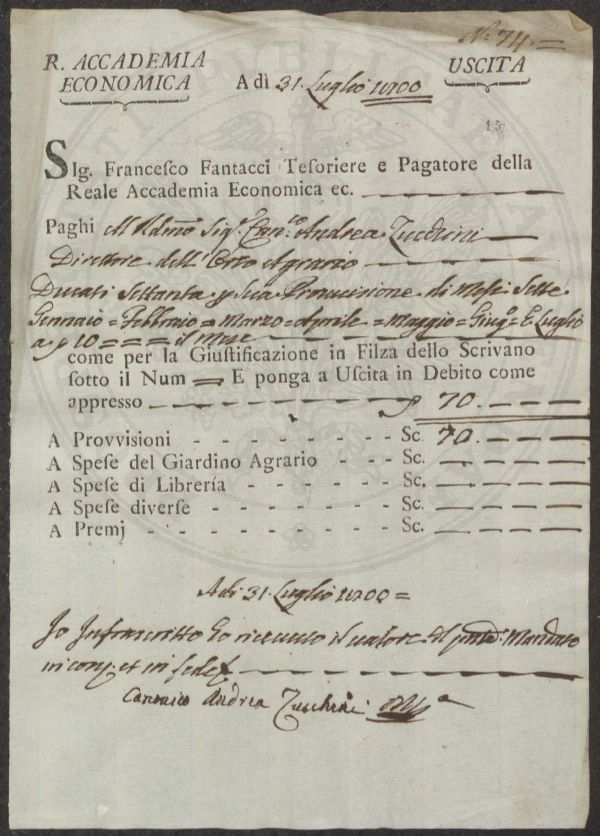 N.° 74=
R. ACCADEMIA ECONOMICA
A dì 31. Luglio 1800
USCITA
15
SIg. Francesco Fantacci Tesoriere e Pagatore della
Reale Accademia Economica ec.
Paghi Al Rdmo Sig.r Can.co Andrea Zucchini
Direttore dell'Orto Agrario
Ducati Settanta p Sua Provvisione di Mesi Sette
Gennaio = Febbraio = Marzo = Aprile = Maggio = Giug.o = E Luglio
a 10 = = = il Mese
come per la Giustificazione in Filza dello Scrivano
sotto il Num = E ponga a Uscita in Debito come
appresso 70.
A Provvisioni - - - - - - - - Sc. 70.
A Spese del Giardino Agrario - - - - Sc.
A Spese di Librería - - - - - - Sc.
A Spese diverse - - - - - - - Sc.
A Premj - - - - - - - - - Sc.
Adi 31. Luglio 1800 =
Io Infrascritto ho ricevuto il valore del pnte Mandato
in cont. et in fede
Canonico Andrea Zucchini